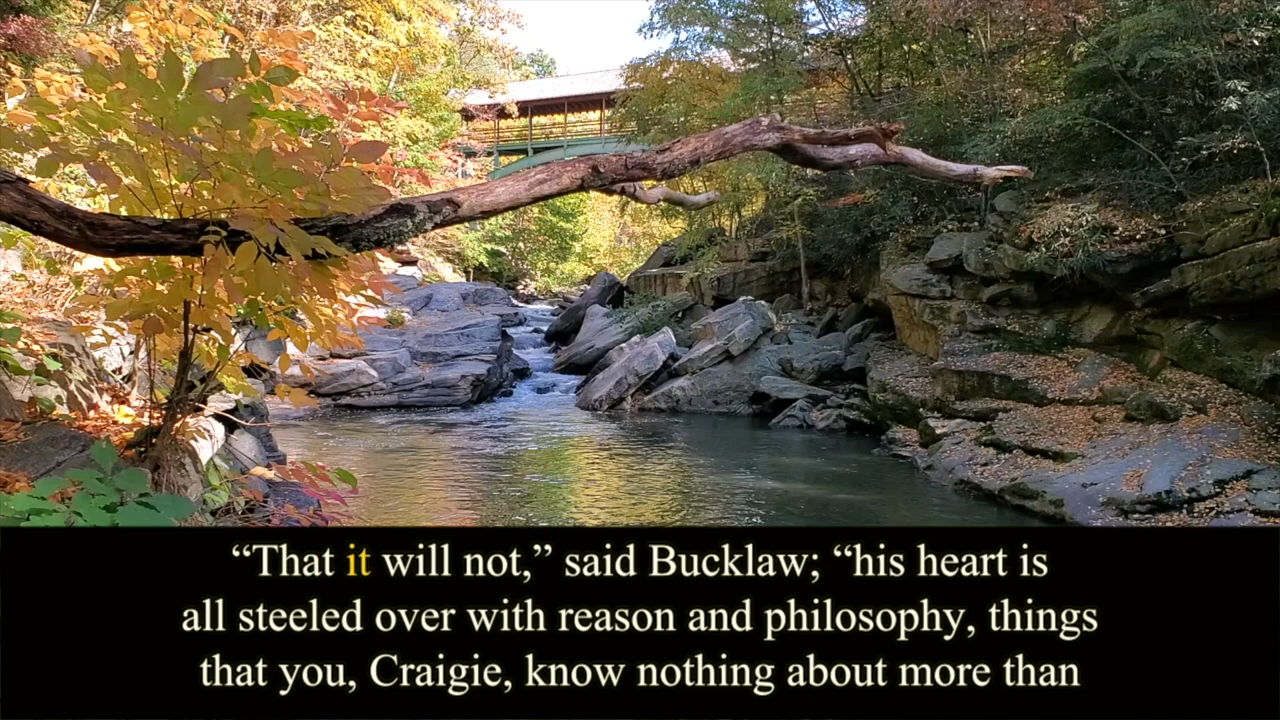 “That it will not,” said Bucklaw; “his heart is
all steeled over with reason and philosophy, things
that you, Craigie, know nothing about more than